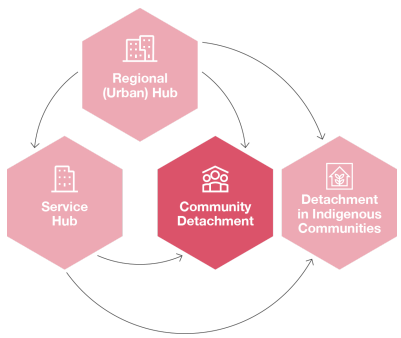 Regional
(Urban) Hub
Service
Hub
Community
Detachment
Detachment
in Indigenous
Communities